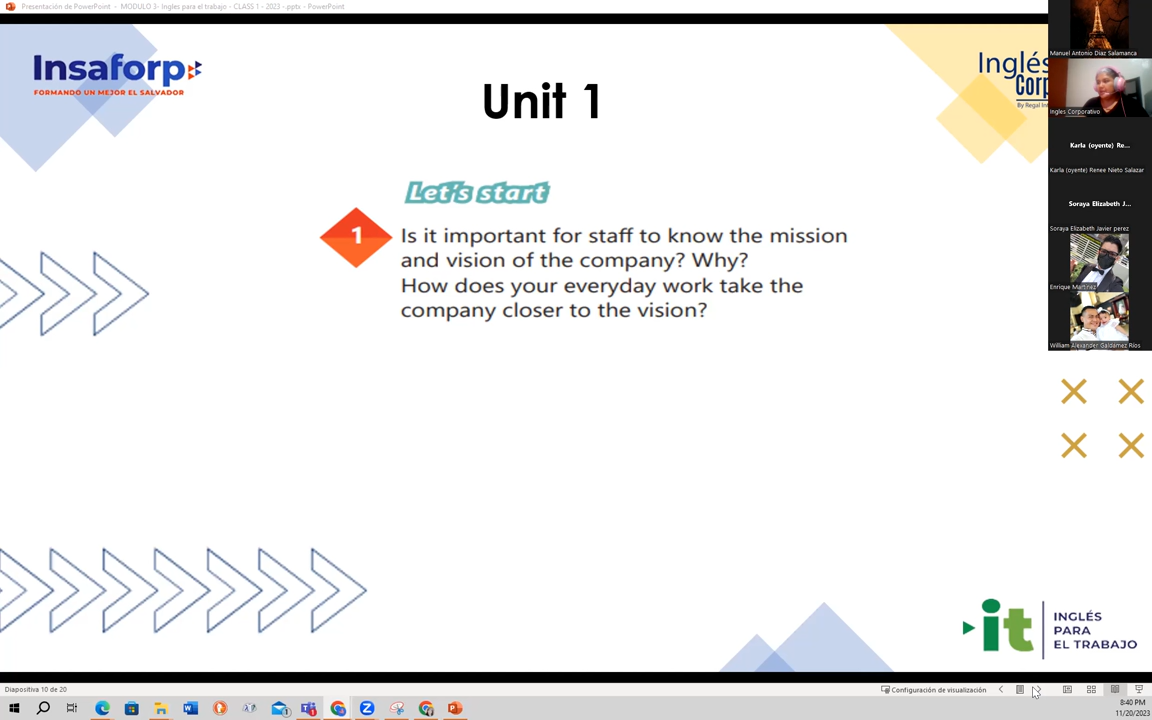 Presentación de PowerPoint - MODULO 3- Ingles para el trabajo - CLASS 1 - 2023 -.pptx - PowerPoint
Insaforp
FORMANDO UN MEJOR EL SALVADOR
Inglés
Corp
By Regal Int
Unit 1
Let's start
1
Is it important for staff to know the mission
and vision of the company? Why?
How does your everyday work take the
company closer to the vision?
Manuel Antonio Diaz Salamanca
Ingles Corporativo
Karla (oyente) Re...
Karla (oyente) Renee Nieto Salazar
Soraya Elizabeth J...
Soraya Elizabeth Javier perez
Enrique Martinez
William Alexander Galdamez Rios
it
INGLÉS
PARA
EL TRABAJO
Diapositiva 10 de 20
Configuración de visualización
8:40 PM
11/20/2023